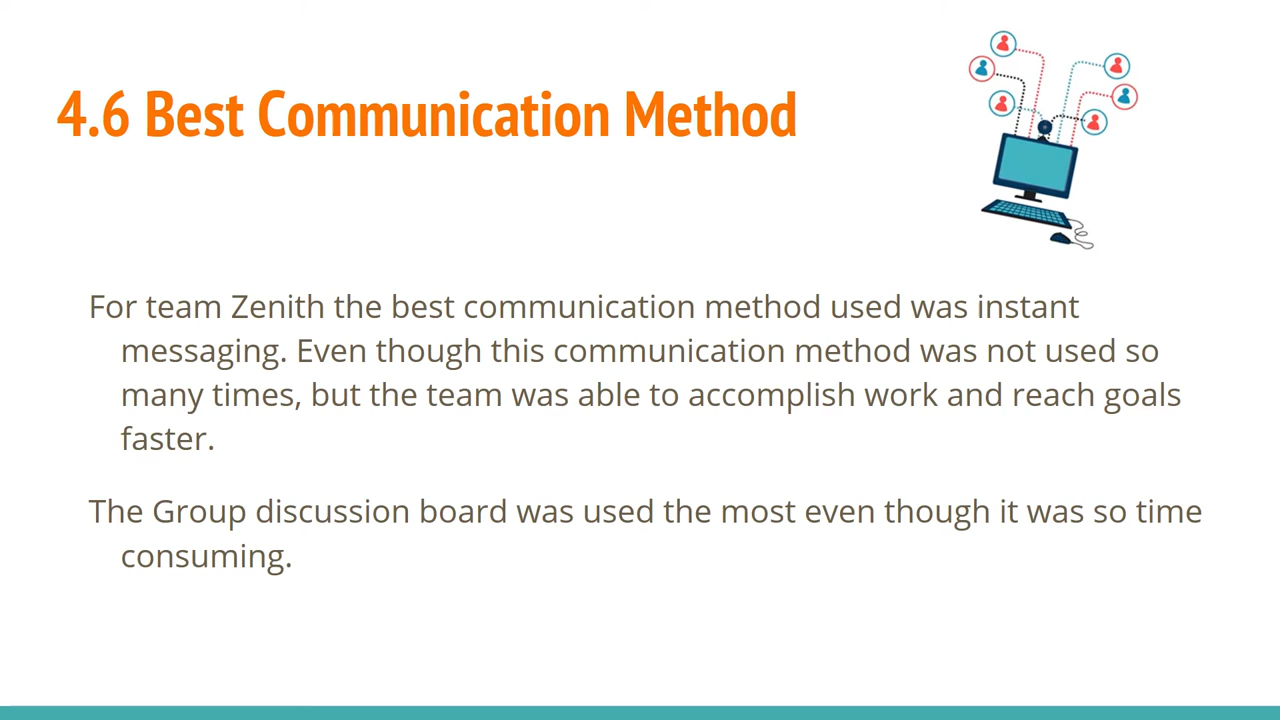 4.6 Best Communication Method
For team Zenith the best communication method used was instant
messaging. Even though this communication method was not used so
many times, but the team was able to accomplish work and reach goals
faster.
The Group discussion board was used the most even though it was so time
consuming.